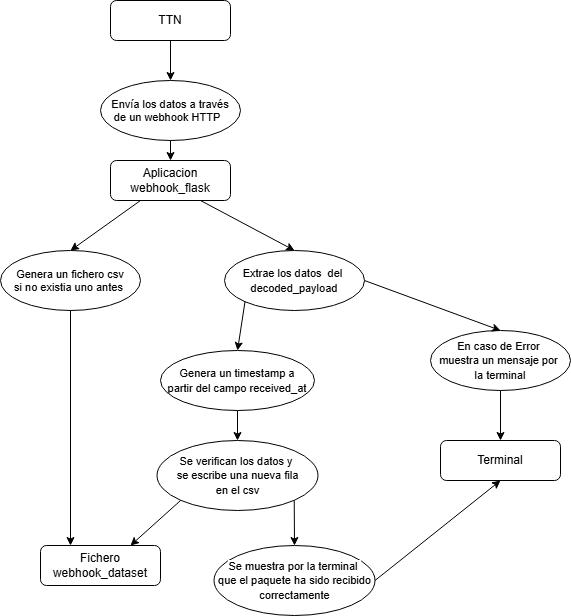 TTN
Envía los datos a través
de un webhook HTTP
Aplicacion
webhook_flask
Genera un fichero csv
si no existia uno antes
Extrae los datos del
decoded_payload
En caso de Error
muestra un mensaje por
la terminal
Genera un timestamp a
partir del campo received_at
Terminal
Se verifican los datos y
se escribe una nueva fila
en el csv
Fichero
webhook_dataset
Se muestra por la terminal
que el paquete ha sido recibido
correctamente